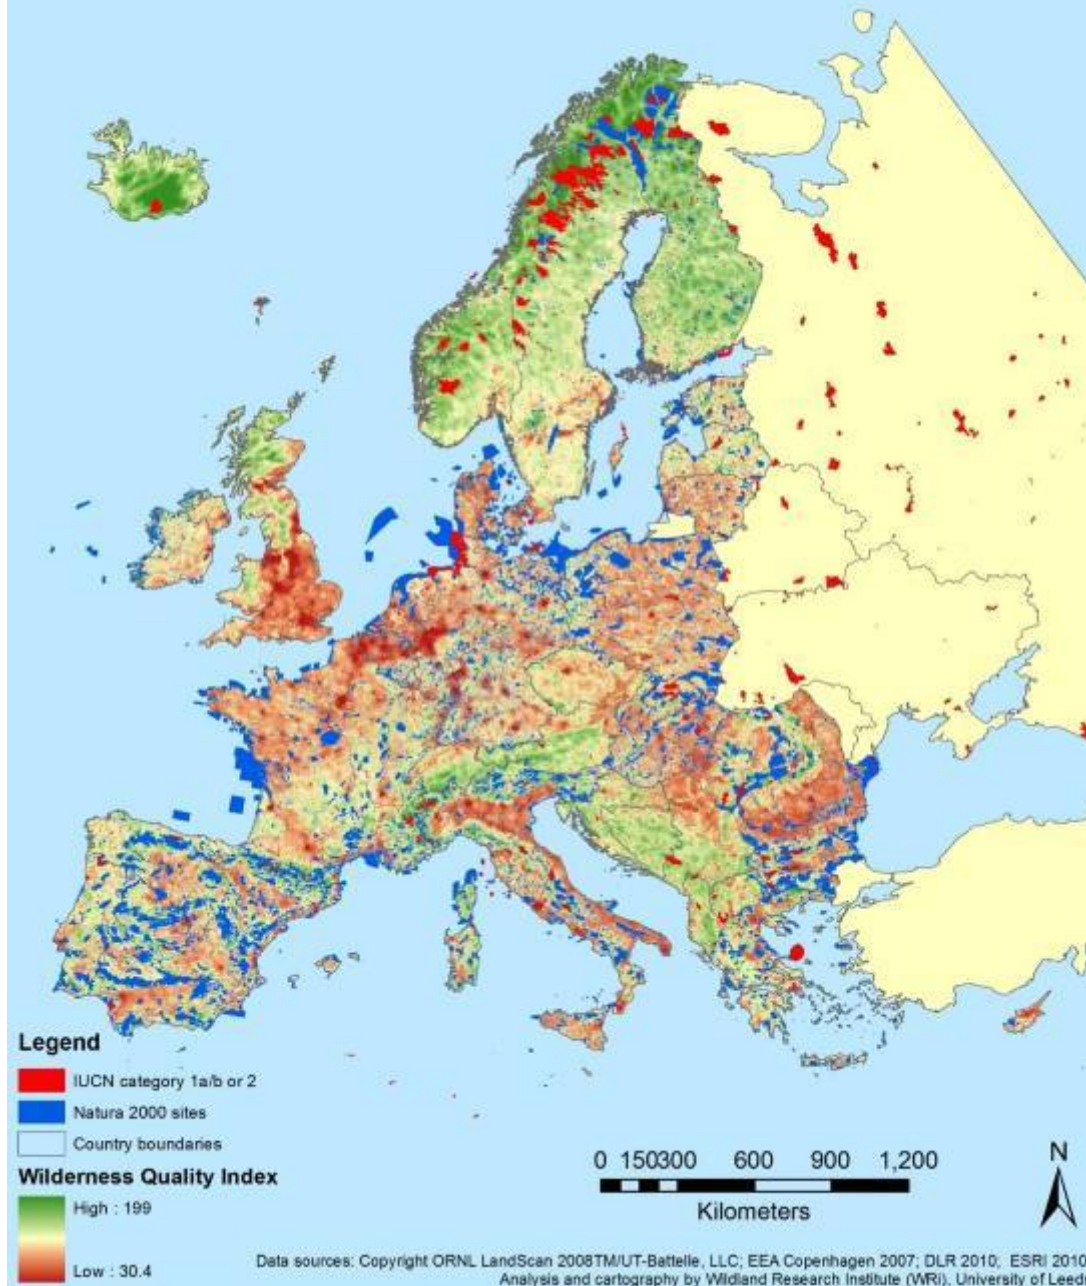 Legend
IUCN category 1a/b or 2
Natura 2000 sites
Country boundaries
Wilderness Quality Index
High : 199
Low : 30.4
0 150300 600 900 1,200
Kilometers
N
Data sources: Copyright ORNL LandScan 2008TM/UT-Battelle, LLC; EEA Copenhagen 2007; DLR 2010; ESRI 2010
Analysis and cartography by Wildland Research Institute (WRi), University of Leed